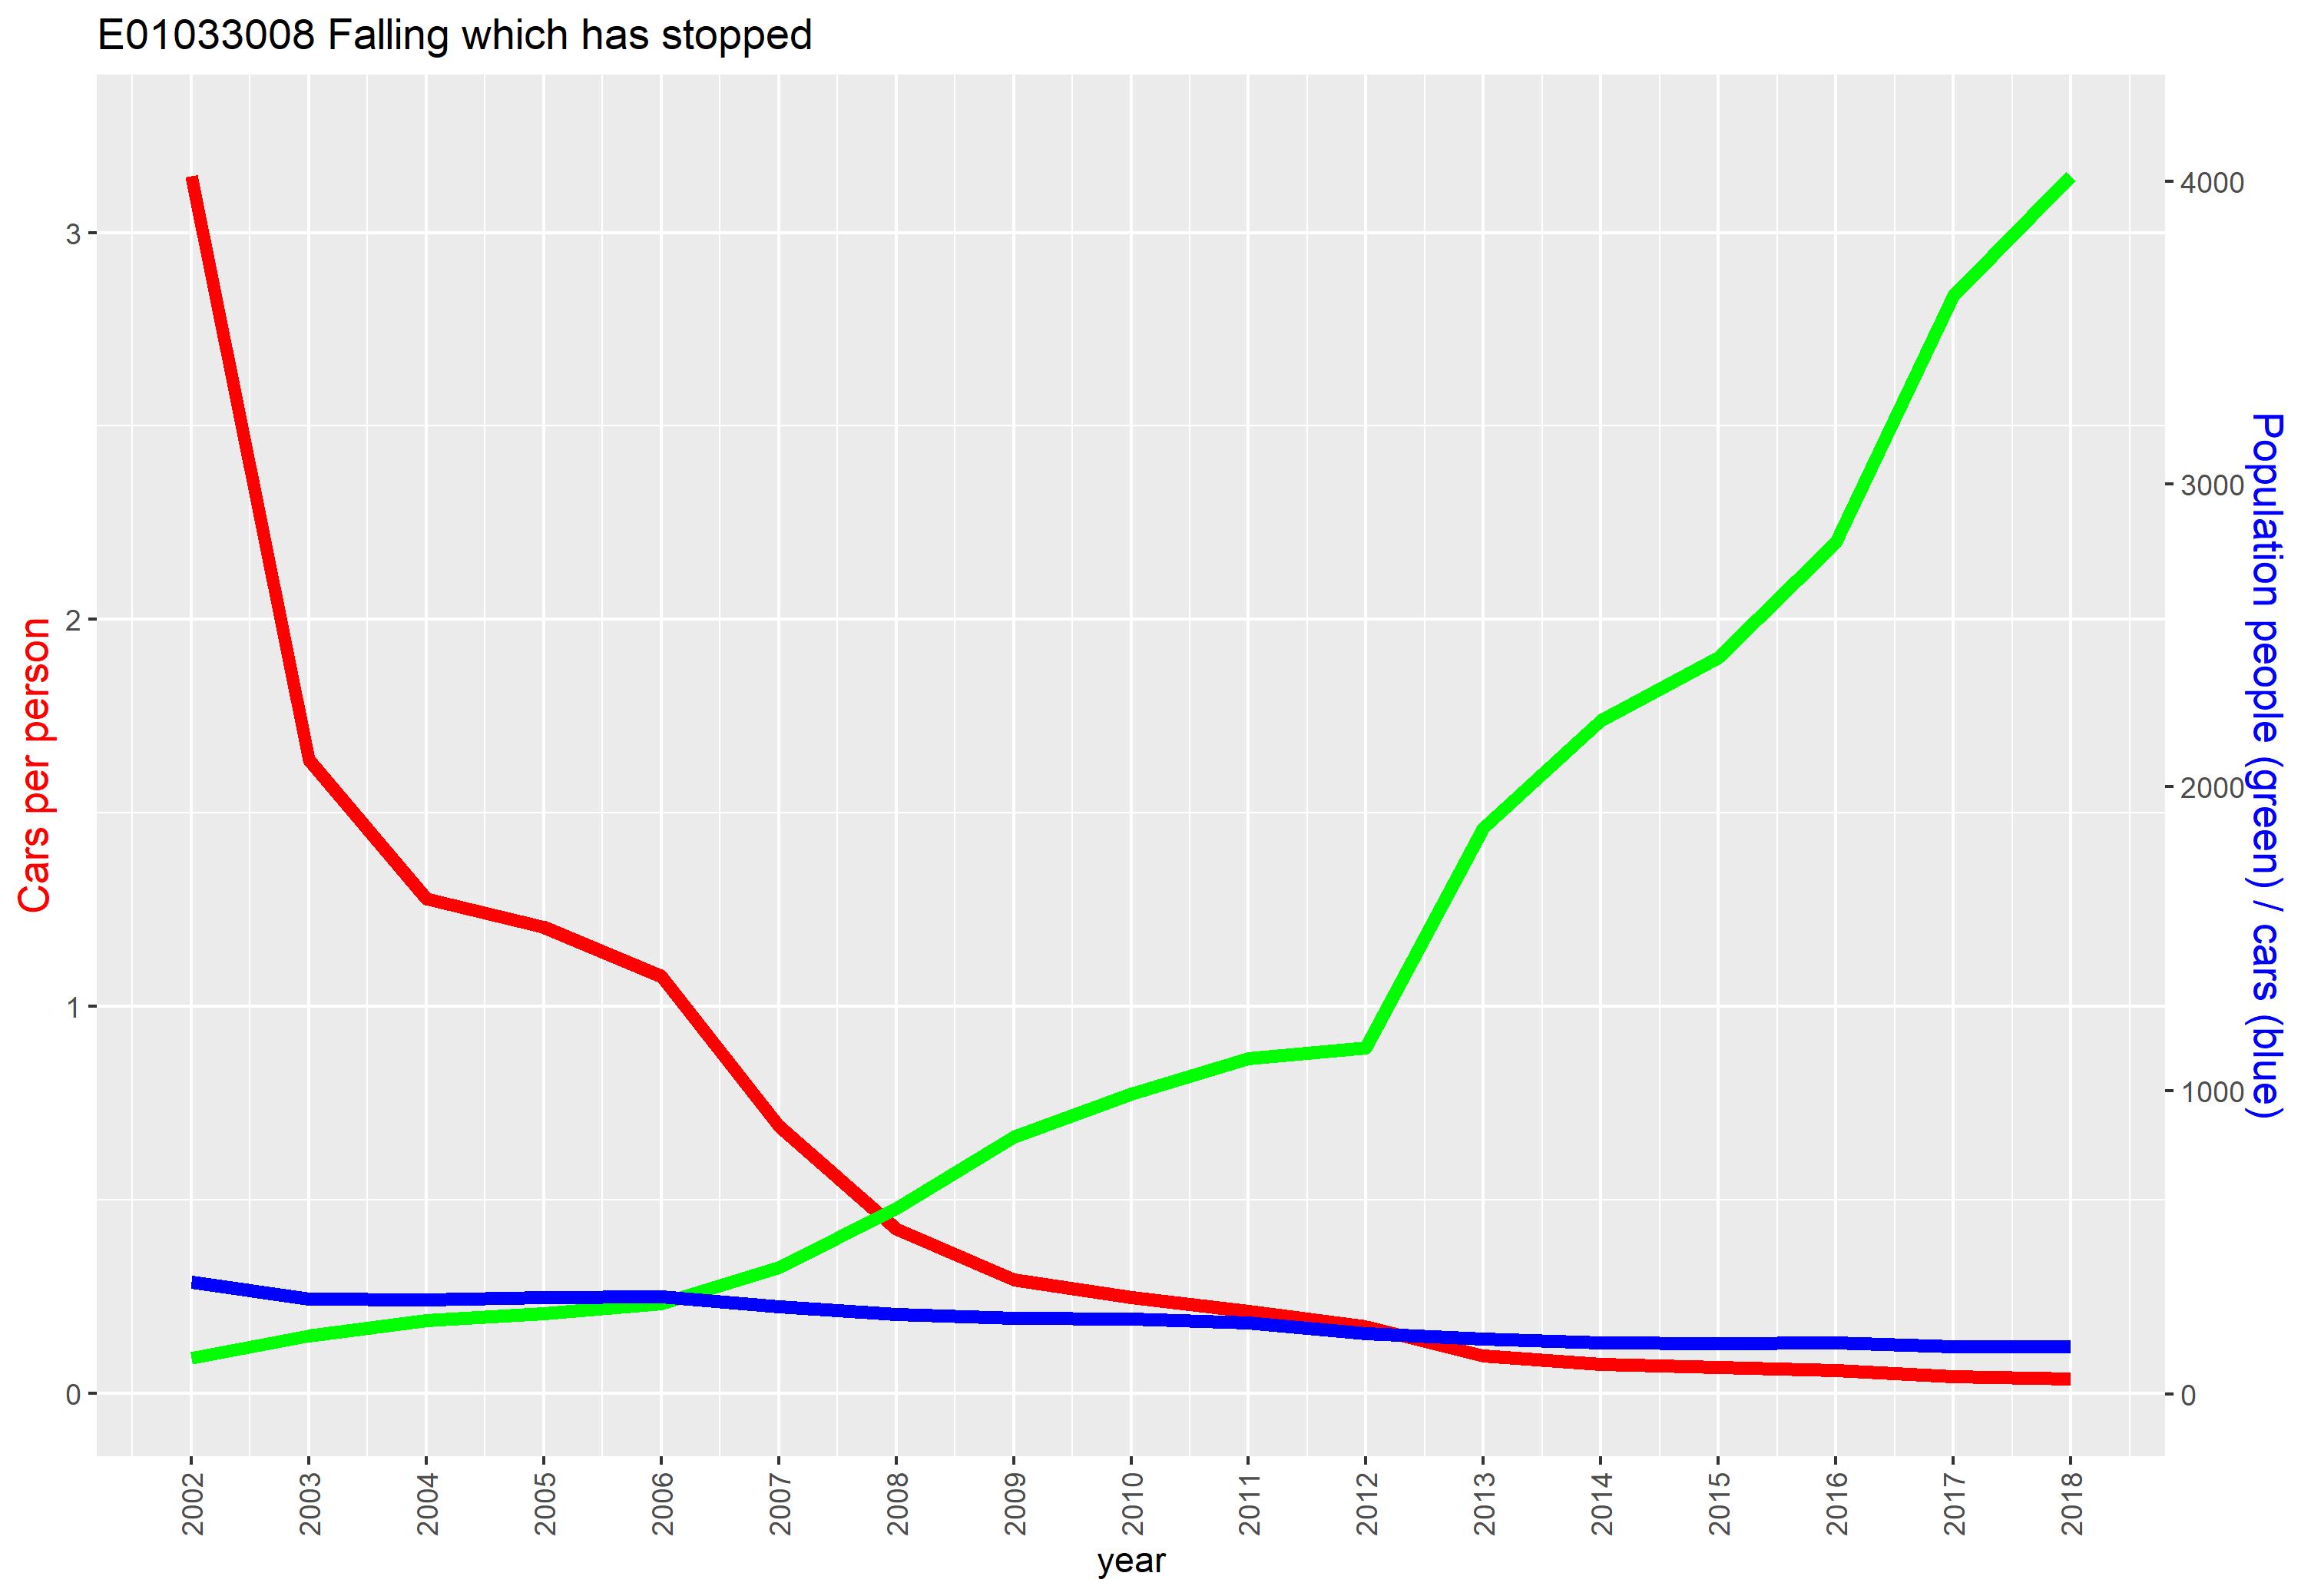 E01033008 Falling which has stopped
Cars per person
3
2
1
0
4000
3000
2000
1000
0
Population people (green) / cars (blue)
2002 2003 2004 2005 2006 2007 2008 2009 2010 2011 2012 2013 2014 2015 2016 2017 2018
year